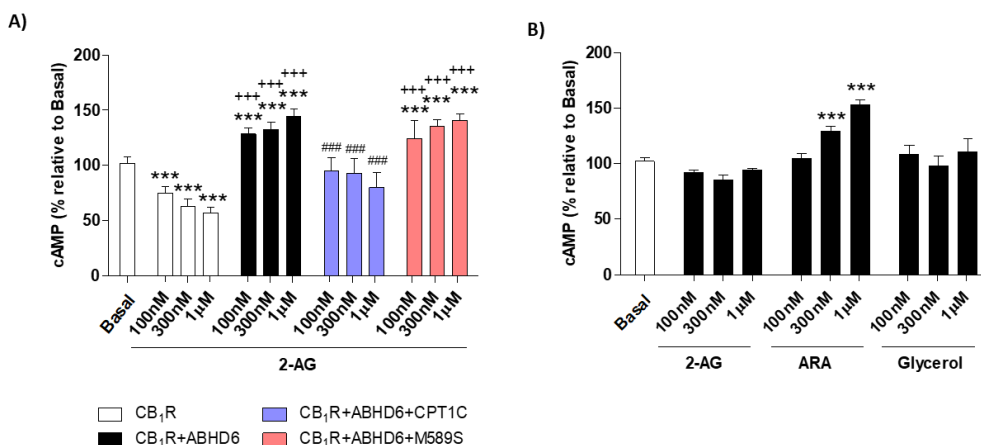 A)
cAMP (% relative to Basal)
200
150
100
50
0
*** *** ***
+++ +++ +++
*** *** ***
### ### ###
+++ +++ +++
*** *** ***
Basal 100nM 300nM 1µM 100nM 300nM 1µM 100nM 300nM 1µM 100nM 300nM 1µM
2-AG
CB₁R
CB₁R+ABHD6
CB₁R+ABHD6+CPT1C
CB₁R+ABHD6+M589S
B)
cAMP (% relative to Basal)
200
150
100
50
0
*** ***
Basal 100nM 300nM 1µM 100nM 300nM 1µM 100nM 300nM 1µM
2-AG ARA Glycerol